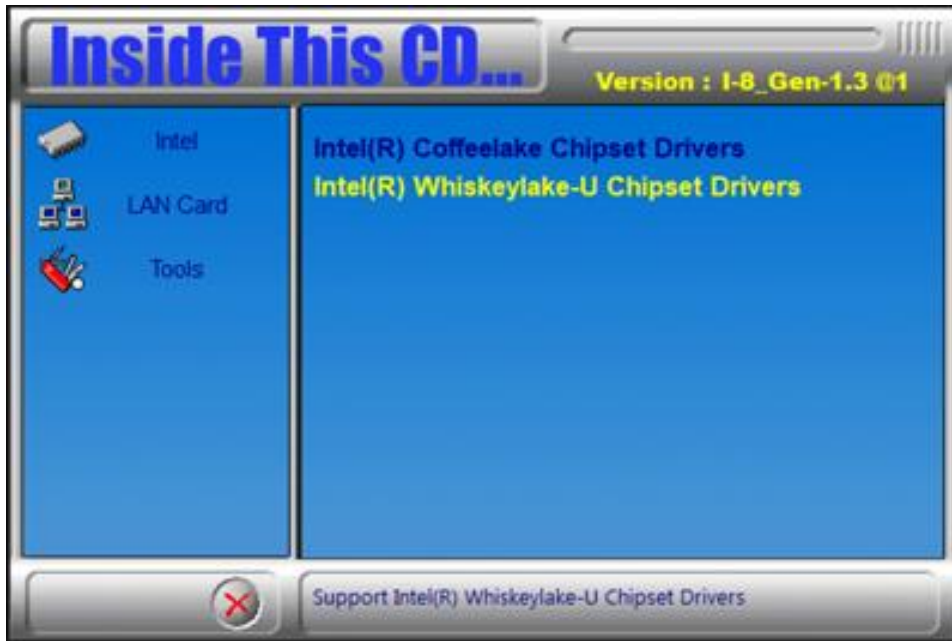 Inside This CD...
Version : I-8_Gen-1.3 @1
Intel
LAN Card
Tools
Intel(R) Coffeelake Chipset Drivers
Intel(R) Whiskeylake-U Chipset Drivers
Support Intel(R) Whiskeylake-U Chipset Drivers